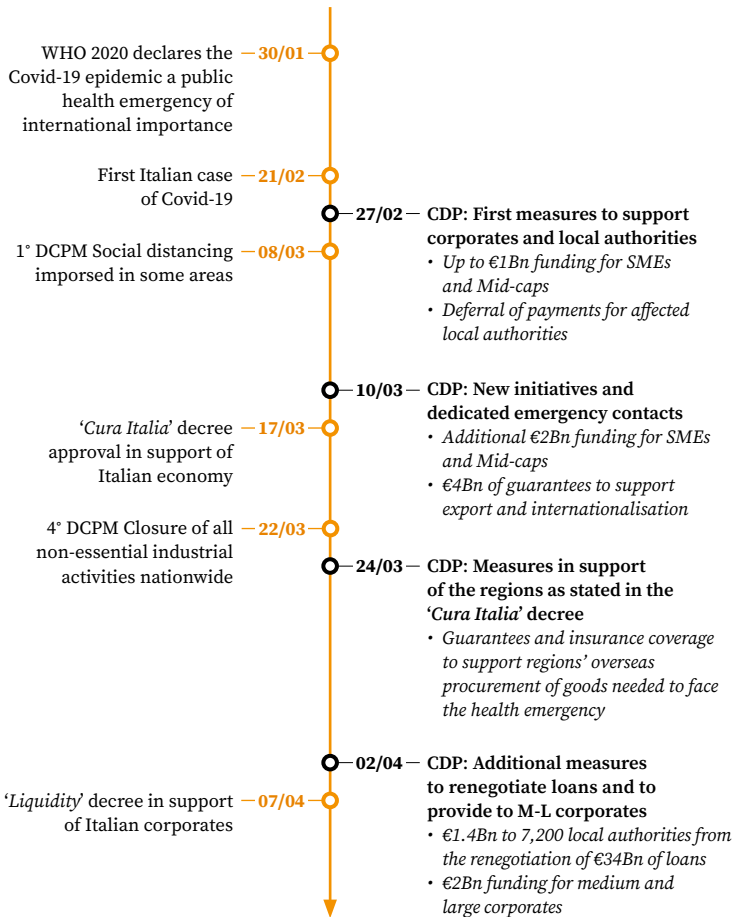 WHO 2020 declares the
Covid-19 epidemic a public
health emergency of
international importance
30/01
First Italian case
of Covid-19
21/02
27/02
CDP: First measures to support
corporates and local authorities
• Up to €1Bn funding for SMEs
and Mid-caps
• Deferral of payments for affected
local authorities
1° DCPM Social distancing
imporsed in some areas
08/03
10/03
CDP: New initiatives and
dedicated emergency contacts
• Additional €2Bn funding for SMEs
and Mid-caps
• €4Bn of guarantees to support
export and internationalisation
‘Cura Italia’ decree
approval in support of
Italian economy
17/03
4° DCPM Closure of all
non-essential industrial
activities nationwide
22/03
24/03
CDP: Measures in support
of the regions as stated in the
‘Cura Italia’ decree
• Guarantees and insurance coverage
to support regions’ overseas
procurement of goods needed to face
the health emergency
02/04
CDP: Additional measures
to renegotiate loans and to
provide to M-L corporates
• €1.4Bn to 7,200 local authorities from
the renegotiation of €34Bn of loans
• €2Bn funding for medium and
large corporates
‘Liquidity’ decree in support
of Italian corporates
07/04